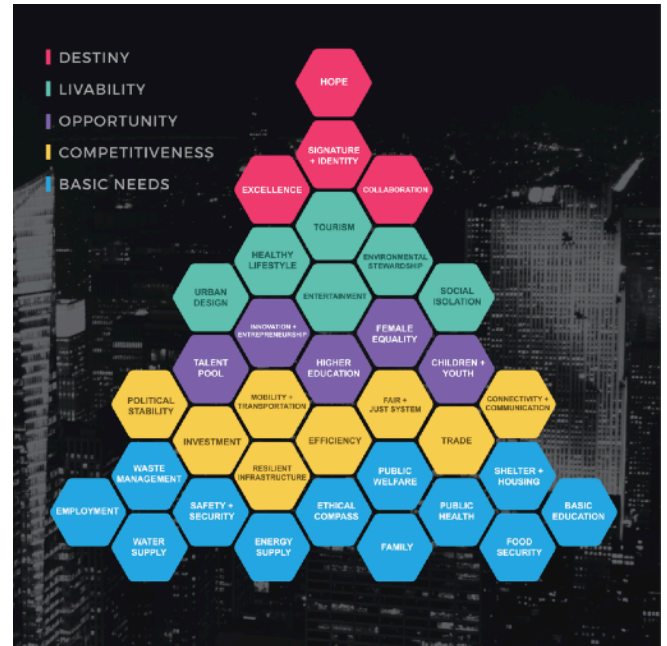 DESTINY
LIVABILITY
OPPORTUNITY
COMPETITIVENESS
BASIC NEEDS
HOPE
SIGNATURE
+ IDENTITY
EXCELLENCE
COLLABORATION
TOURISM
HEALTHY
LIFESTYLE
ENVIRONMENTAL
STEWARDSHIP
URBAN
DESIGN
ENTERTAINMENT
SOCIAL
ISOLATION
INNOVATION +
ENTREPRENEURSHIP
FEMALE
EQUALITY
TALENT
POOL
HIGHER
EDUCATION
CHILDREN +
YOUTH
POLITICAL
STABILITY
MOBILITY +
TRANSPORTATION
FAIR +
JUST SYSTEM
CONNECTIVITY +
COMMUNICATION
INVESTMENT
EFFICIENCY
TRADE
WASTE
MANAGEMENT
RESILIENT
INFRASTRUCTURE
PUBLIC
WELFARE
SHELTER +
HOUSING
EMPLOYMENT
SAFETY +
SECURITY
ETHICAL
COMPASS
PUBLIC
HEALTH
BASIC
EDUCATION
WATER
SUPPLY
ENERGY
SUPPLY
FAMILY
FOOD
SECURITY